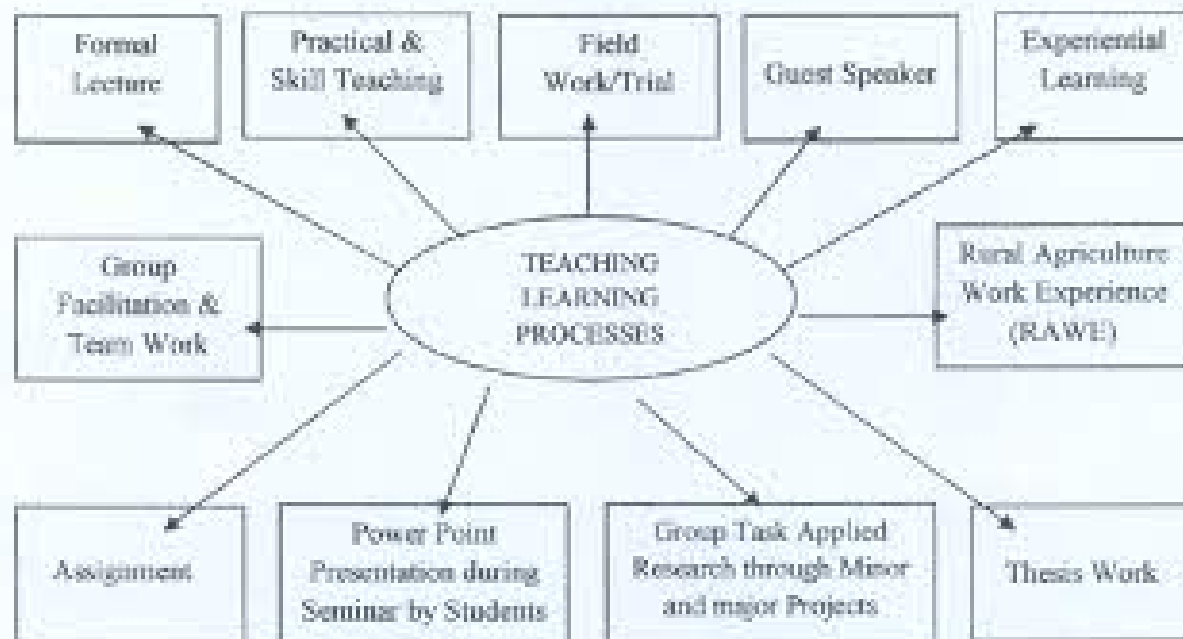 Formal
Lecture
Practical &
Skill Teaching
Field
Work/Trial
Guest Speaker
Experiential
Learning
Group
Facilitation &
Team Work
TEACHING
LEARNING
PROCESSES
Rural Agriculture
Work Experience
(RAWE)
Assignment
Power Point
Presentation during
Seminar by Students
Group Task Applied
Research through Minor
and major Projects
Thesis Work